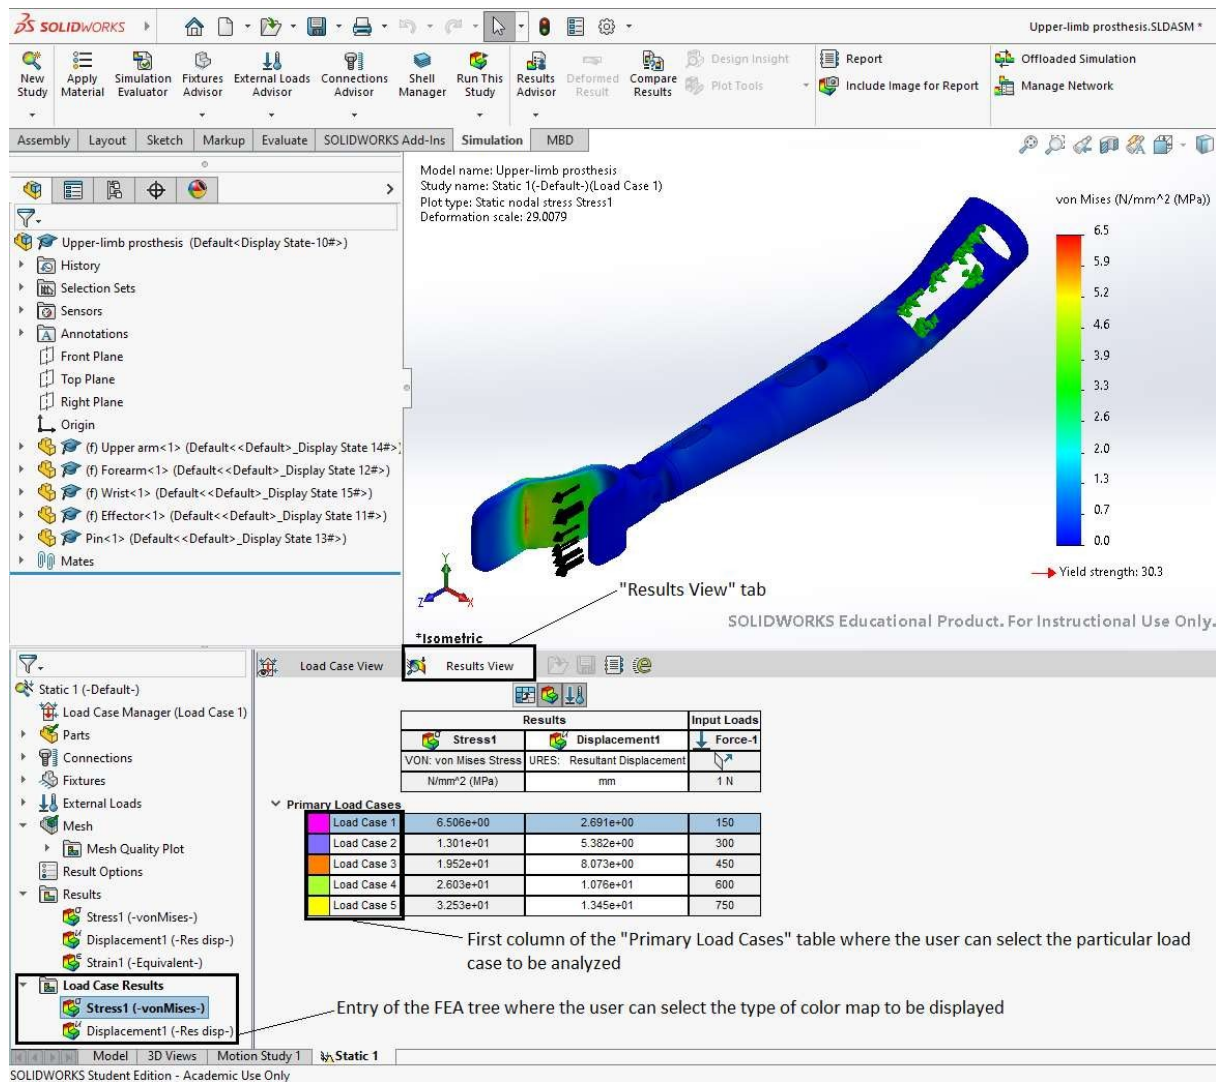 SOLIDWORKS
Upper-limb prosthesis.SLDASM *
New Study
Apply Material
Simulation Evaluator
Fixtures Advisor
External Loads Advisor
Connections Advisor
Shell Manager
Run This Study
Results Advisor
Deformed Result
Compare Results
Design Insight
Plot Tools
Report
Include Image for Report
Offloaded Simulation
Manage Network
Assembly Layout Sketch Markup Evaluate SOLIDWORKS Add-Ins Simulation MBD
Upper-limb prosthesis (Default<Display State-10#>)
History
Selection Sets
Sensors
Annotations
Front Plane
Top Plane
Right Plane
Origin
(f) Upper arm<1> (Default<<Default>_Display State 14#>)
(f) Forearm<1> (Default<<Default>_Display State 12#>)
(f) Wrist<1> (Default<<Default>_Display State 15#>)
(f) Effector<1> (Default<<Default>_Display State 11#>)
Pin<1> (Default<<Default>_Display State 13#>)
Mates
Model name: Upper-limb prosthesis
Study name: Static 1(-Default-)(Load Case 1)
Plot type: Static nodal stress Stress1
Deformation scale: 29.0079
von Mises (N/mm^2 (MPa))
6.5
5.9
5.2
4.6
3.9
3.3
2.6
2.0
1.3
0.7
0.0
Yield strength: 30.3
Y
Z
X
"Results View" tab
SOLIDWORKS Educational Product. For Instructional Use Only.
*Isometric
Static 1 (-Default-)
Load Case Manager (Load Case 1)
Parts
Connections
Fixtures
External Loads
Mesh
Mesh Quality Plot
Result Options
Results
Stress1 (-vonMises-)
Displacement1 (-Res disp-)
Strain1 (-Equivalent-)
Load Case Results
Stress1 (-vonMises-)
Displacement1 (-Res disp-)
Load Case View Results View
Results Input Loads
Stress1 Displacement1 Force-1
VON: von Mises Stress URES: Resultant Displacement
N/mm^2 (MPa) mm 1 N
Primary Load Cases
Load Case 1 6.506e+00 2.691e+00 150
Load Case 2 1.301e+01 5.382e+00 300
Load Case 3 1.952e+01 8.073e+00 450
Load Case 4 2.603e+01 1.076e+01 600
Load Case 5 3.253e+01 1.345e+01 750
First column of the "Primary Load Cases" table where the user can select the particular load
case to be analyzed
Entry of the FEA tree where the user can select the type of color map to be displayed
Model 3D Views Motion Study 1 Static 1
SOLIDWORKS Student Edition - Academic Use Only